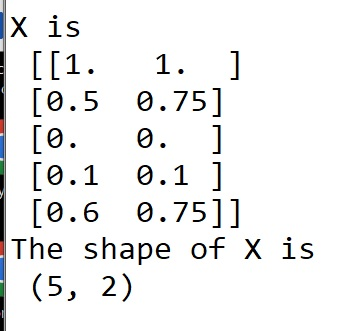 X is
[[1.   1.  ]
[0.5  0.75]
[0.   0.  ]
[0.1  0.1 ]
[0.6  0.75]]
The shape of X is
(5, 2)